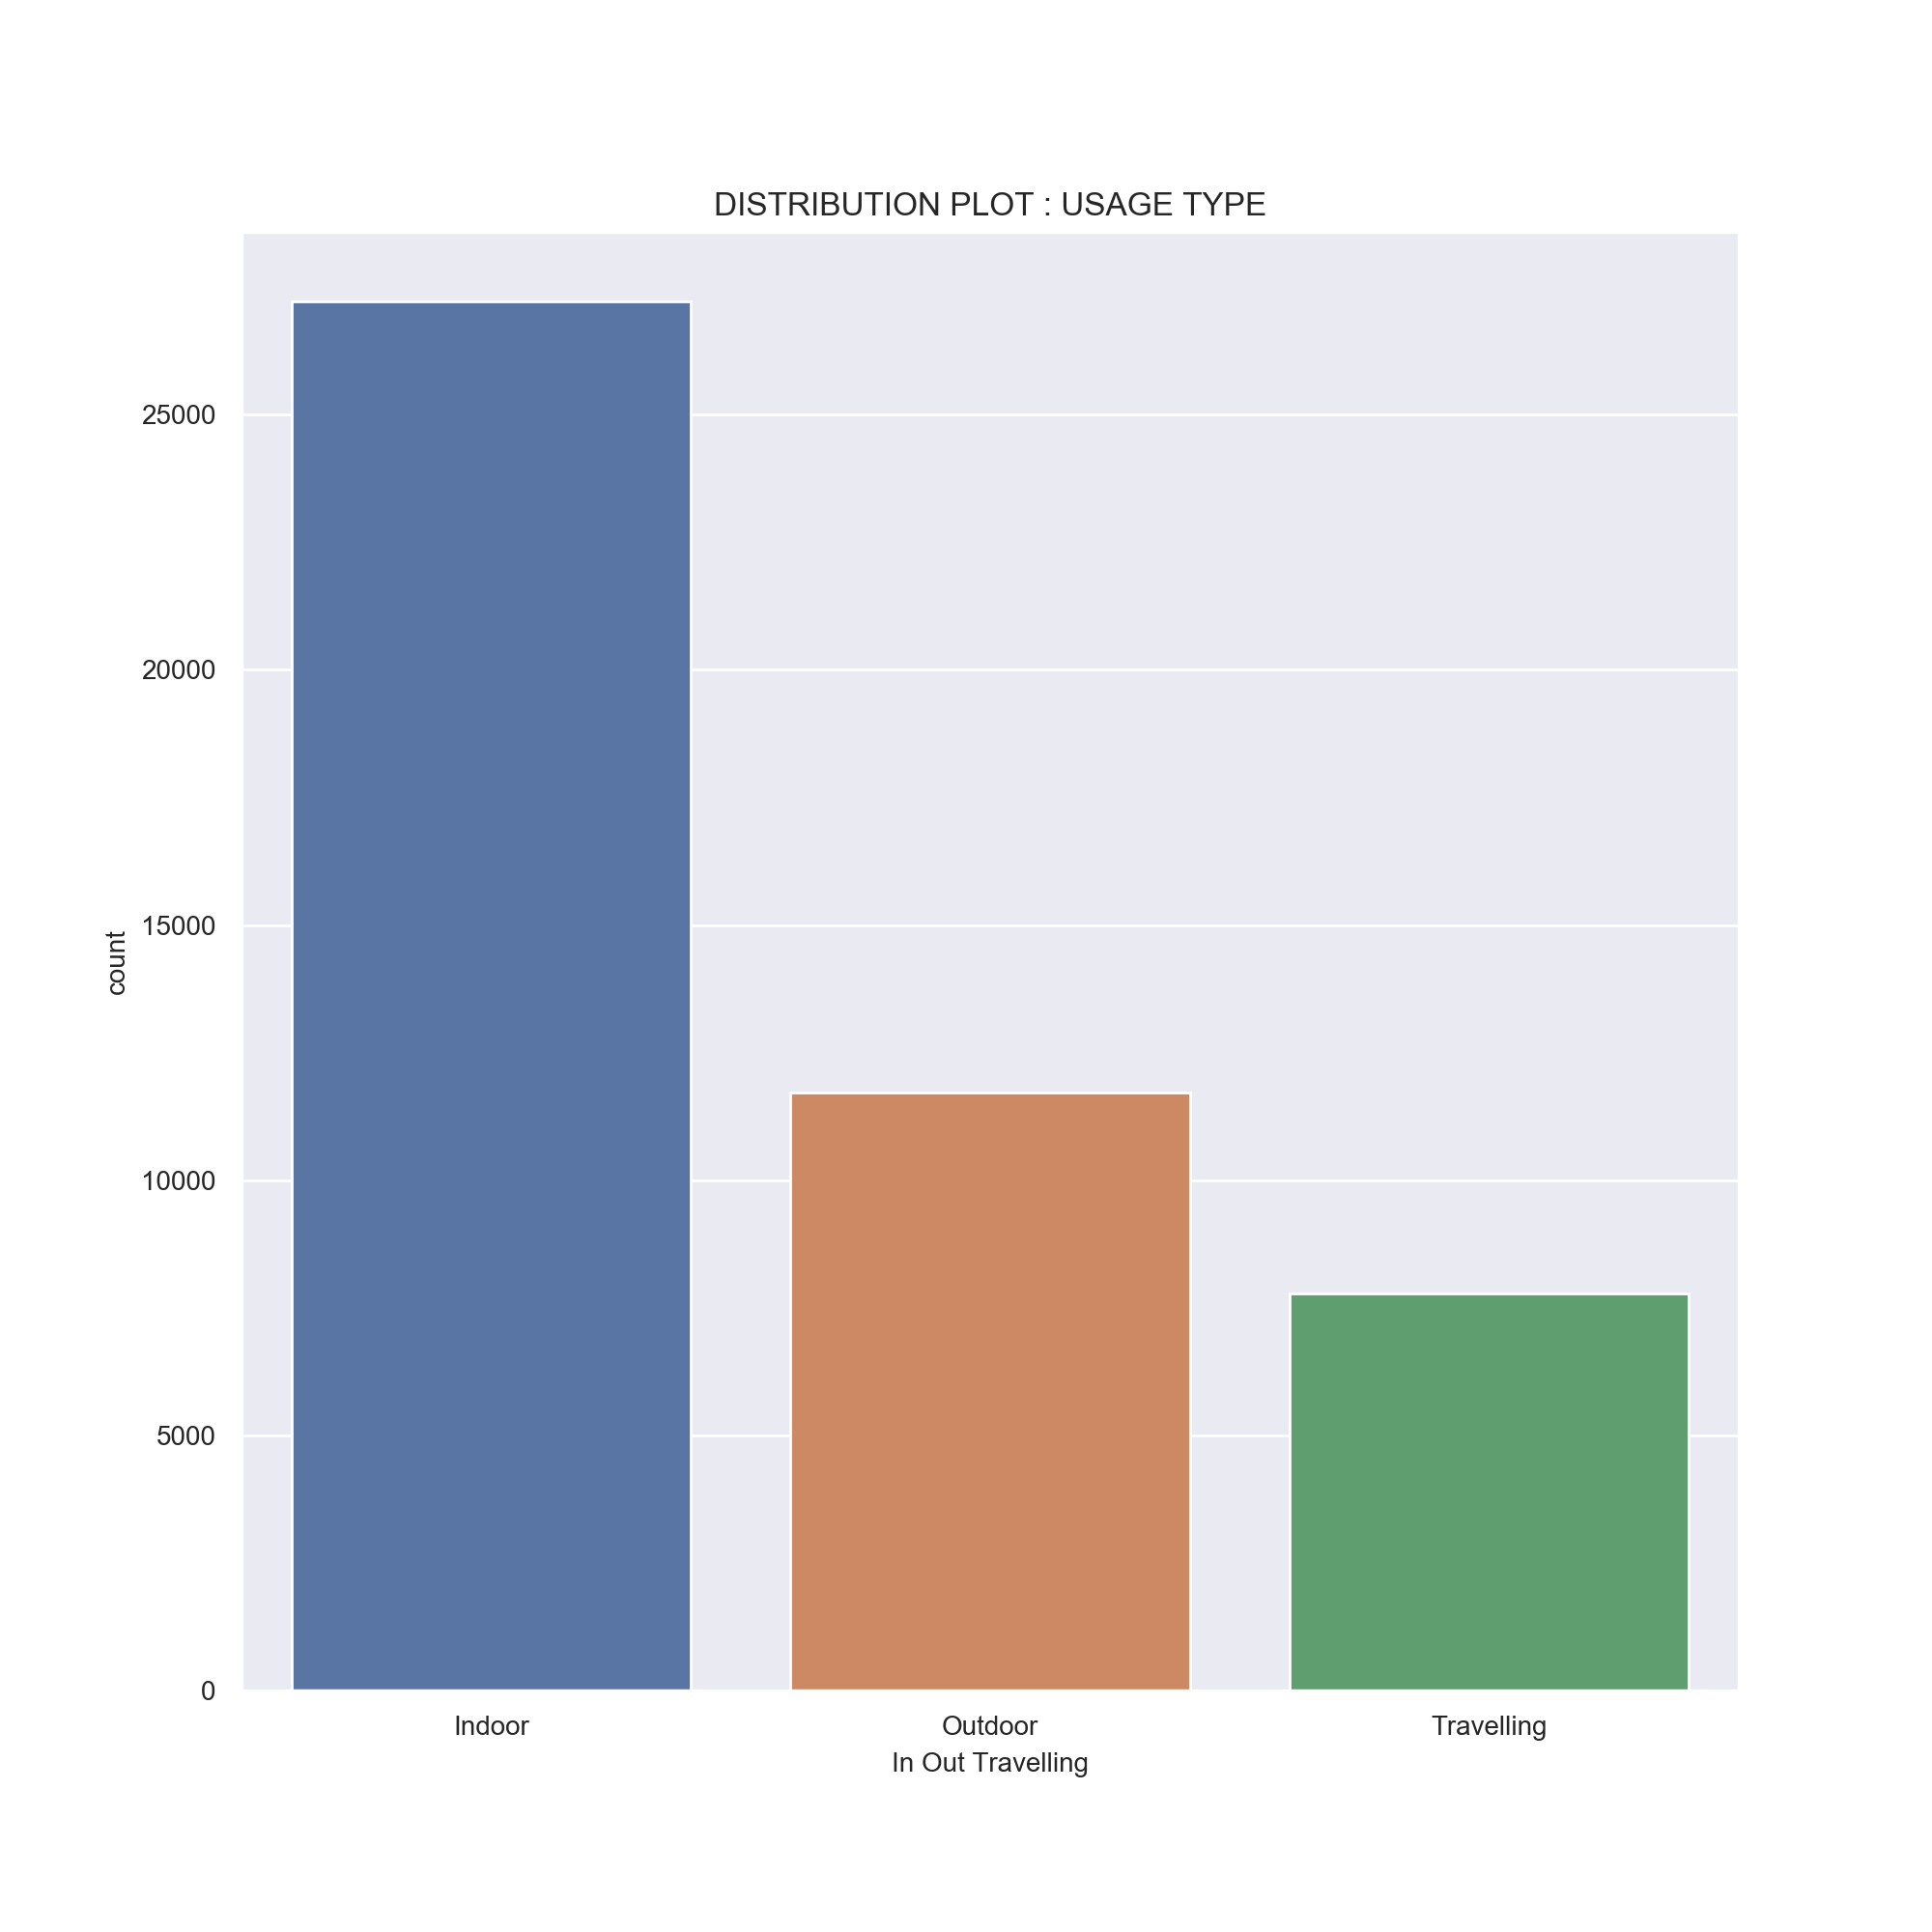 DISTRIBUTION PLOT : USAGE TYPE
25000
20000
15000
10000
5000
0
count
Indoor
Outdoor
Travelling
In Out Travelling